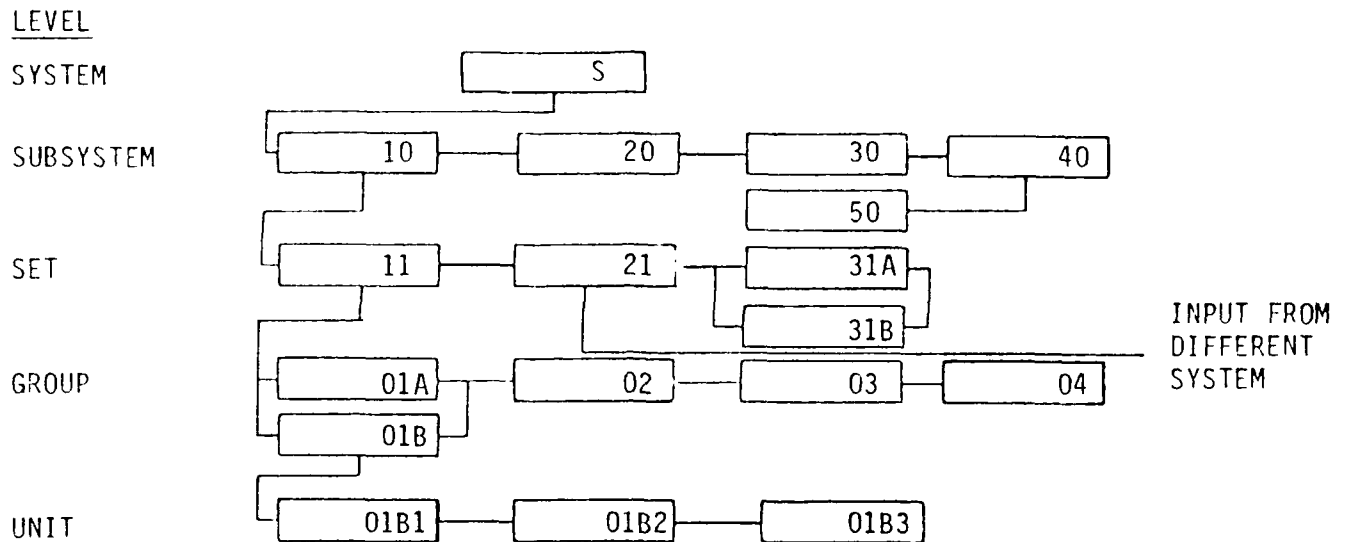 LEVEL
SYSTEM
S
SUBSYSTEM
10
20
30
40
50
SET
11
21
31A
31B
INPUT FROM
DIFFERENT
SYSTEM
GROUP
01A
02
03
04
01B
UNIT
01B1
01B2
01B3